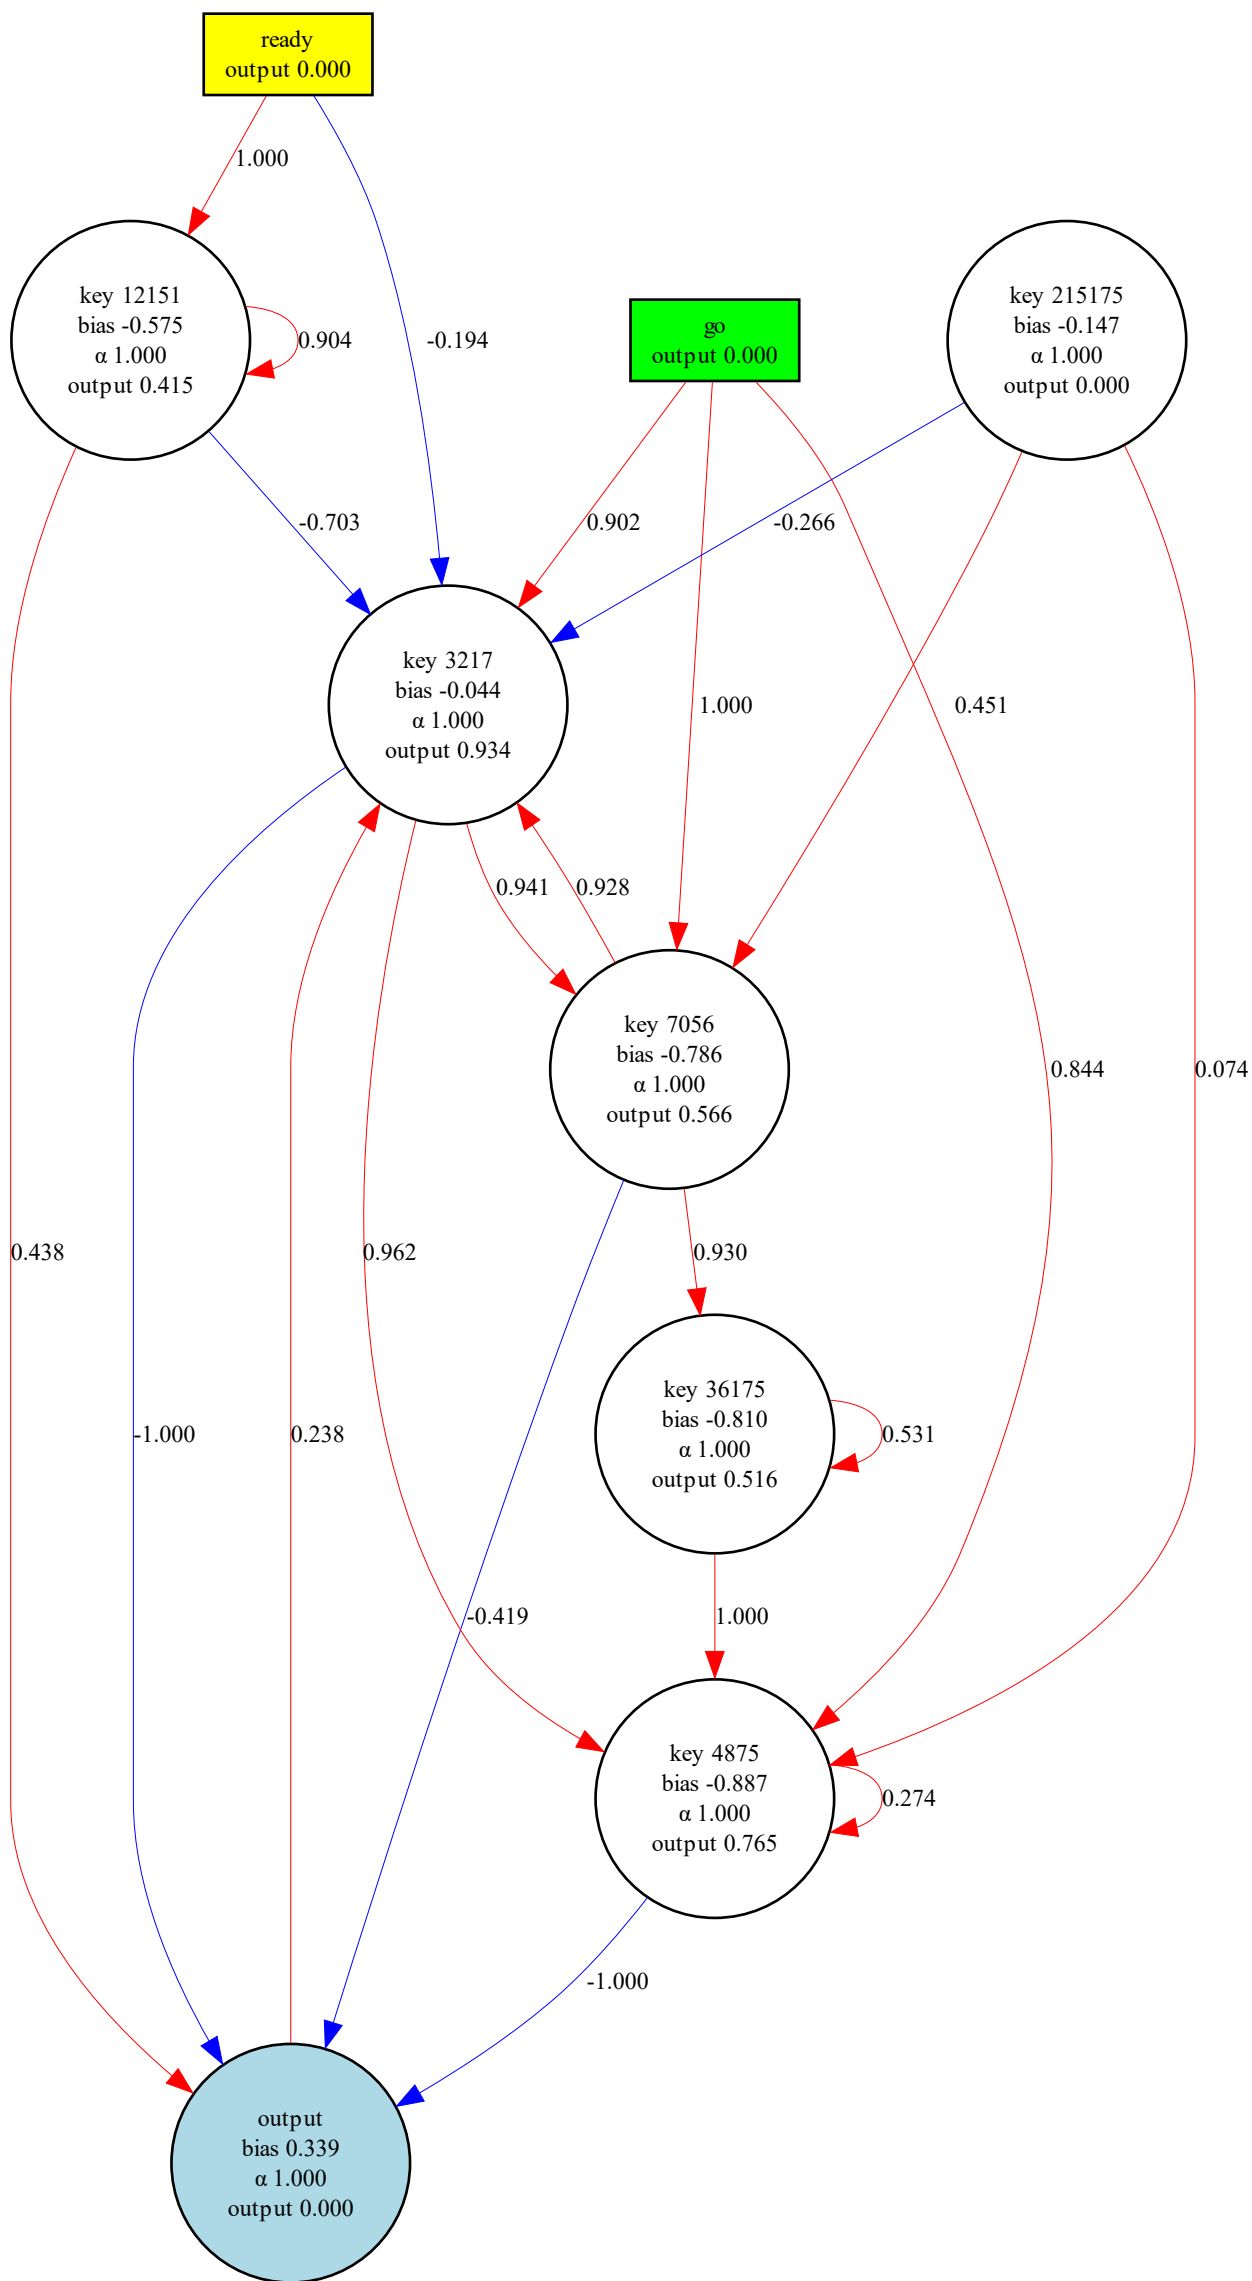 ready
output 0.000
1.000
key 12151
bias -0.575
α 1.000
output 0.415
0.904
-0.194
go
output 0.000
key 215175
bias -0.147
α 1.000
output 0.000
-0.703
0.902
-0.266
key 3217
bias -0.044
α 1.000
output 0.934
1.000
0.451
0.941
0.928
key 7056
bias -0.786
α 1.000
output 0.566
0.844
0.074
0.438
0.962
0.930
key 36175
bias -0.810
α 1.000
output 0.516
0.531
-1.000
0.238
-0.419
1.000
key 4875
bias -0.887
α 1.000
output 0.765
0.274
-1.000
output
bias 0.339
α 1.000
output 0.000